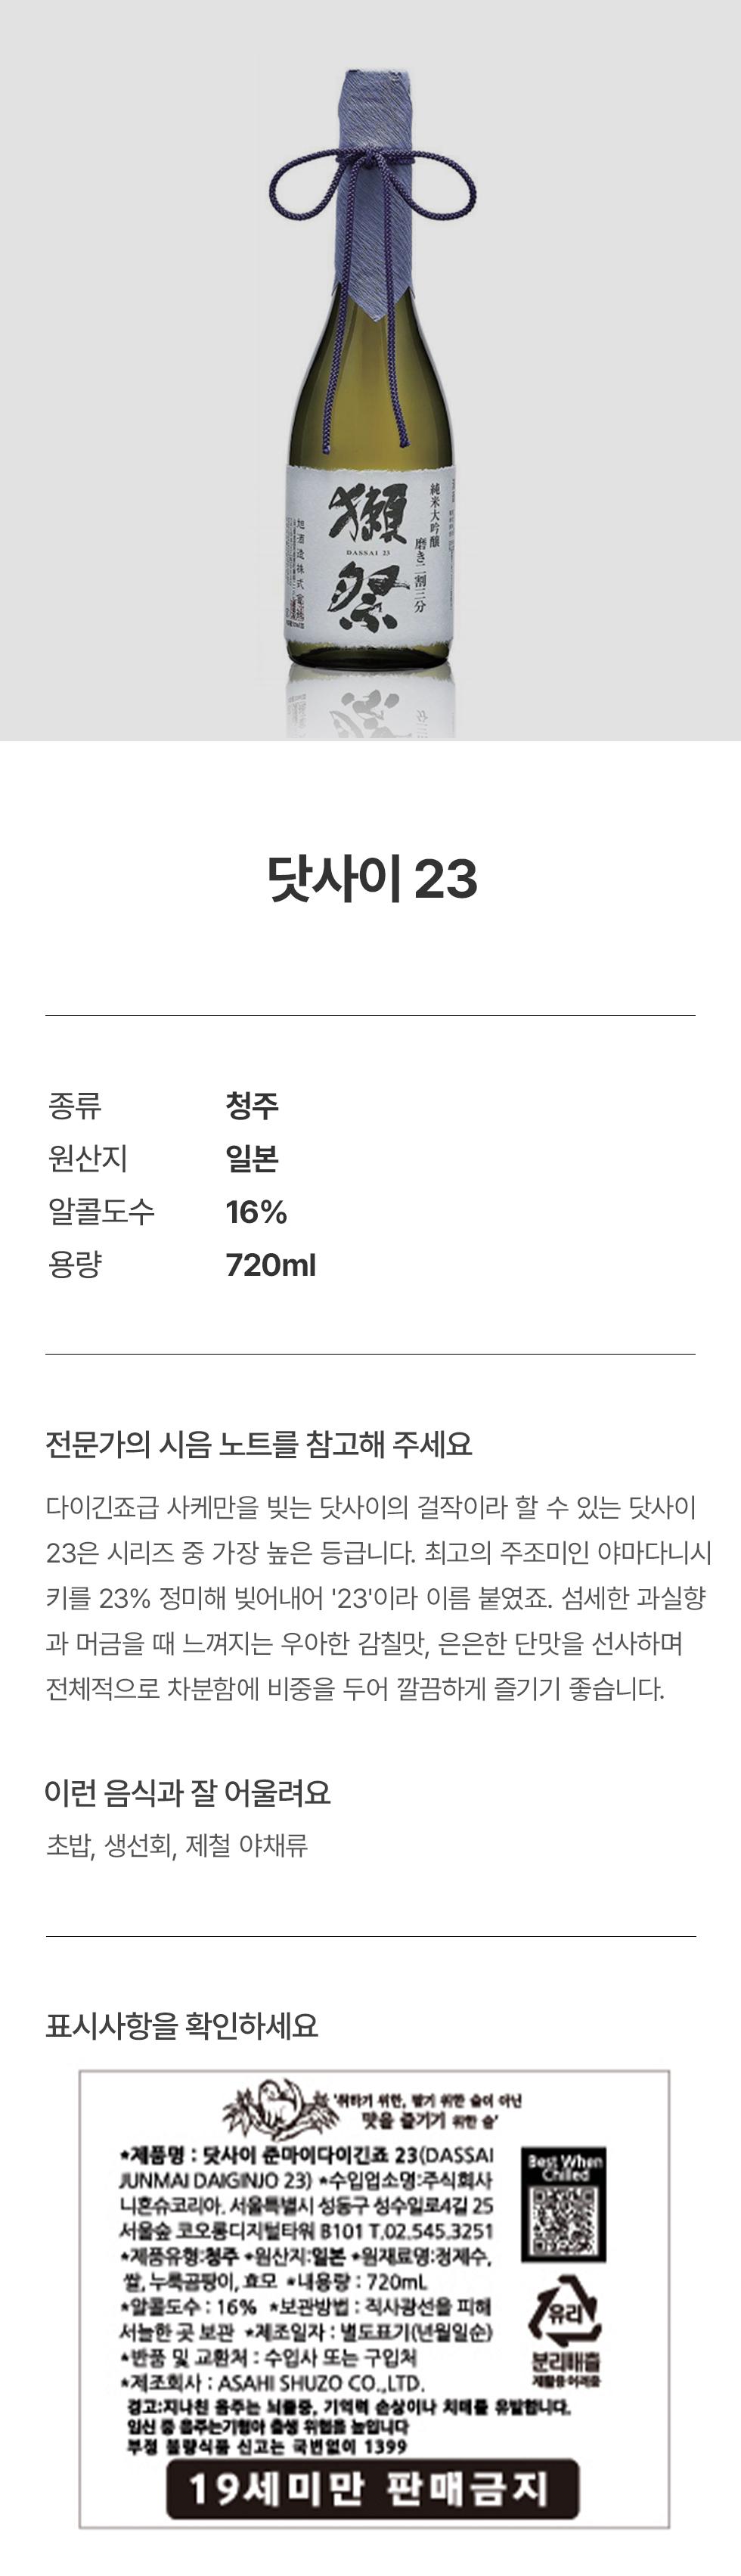 獺
祭
DASSAI 23
純米大吟醸
磨き二割三分
旭酒造株式会社
닷사이 23
종류 청주
원산지 일본
알콜도수 16%
용량 720ml
전문가의 시음 노트를 참고해 주세요
다이긴죠급 사케만을 빚는 닷사이의 걸작이라 할 수 있는 닷사이
23은 시리즈 중 가장 높은 등급니다. 최고의 주조미인 야마다니시
키를 23% 정미해 빚어내어 '23'이라 이름 붙였죠. 섬세한 과실향
과 머금을 때 느껴지는 우아한 감칠맛, 은은한 단맛을 선사하며
전체적으로 차분함에 비중을 두어 깔끔하게 즐기기 좋습니다.
이런 음식과 잘 어울려요
초밥, 생선회, 제철 야채류
표시사항을 확인하세요
'취하기 위한, 팔기 위한 술이 아닌
맛을 즐기기 위한 술'
*제품명 : 닷사이 준마이다이긴죠 23(DASSAI
JUNMAI DAIGINJO 23) *수입업소명:주식회사
니혼슈코리아, 서울특별시 성동구 성수일로4길 25
서울숲 코오롱디지털타워 B101 T.02.545.3251
*제품유형:청주 *원산지:일본 *원재료명:정제수,
쌀, 누룩곰팡이, 효모 *내용량 : 720mL
*알콜도수 : 16% *보관방법 : 직사광선을 피해
서늘한 곳 보관 *제조일자 : 별도표기(년월일순)
*반품 및 교환처 : 수입사 또는 구입처
*제조회사 : ASAHI SHUZO CO.,LTD.
경고:지나친 음주는 뇌졸중, 기억력 손상이나 치매를 유발합니다.
임신 중 음주는기형아 출생 위험을 높입니다
부정 불량식품 신고는 국번없이 1399
Best When
Chilled
유리
분리배출
재활용어려움
19세미만 판매금지